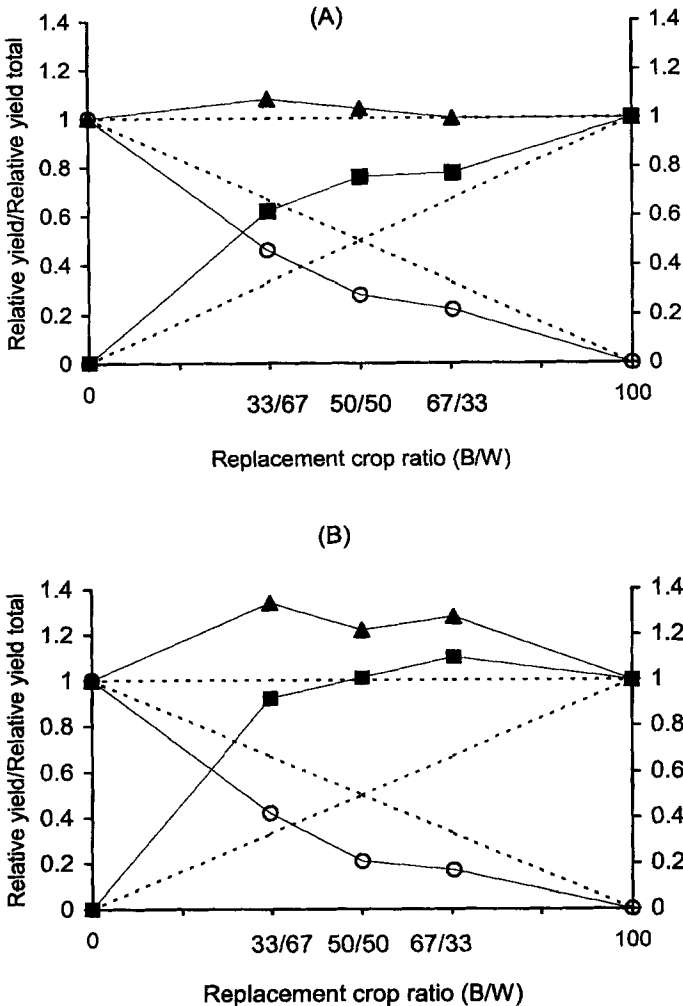 (A)
Relative yield/Relative yield total
1.4 1.4
1.2 1.2
1 1
0.8 0.8
0.6 0.6
0.4 0.4
0.2 0.2
0 0
0 33/67 50/50 67/33 100
Replacement crop ratio (B/W)
(B)
Relative yield/Relative yield total
1.4 1.4
1.2 1.2
1 1
0.8 0.8
0.6 0.6
0.4 0.4
0.2 0.2
0 0
0 33/67 50/50 67/33 100
Replacement crop ratio (B/W)